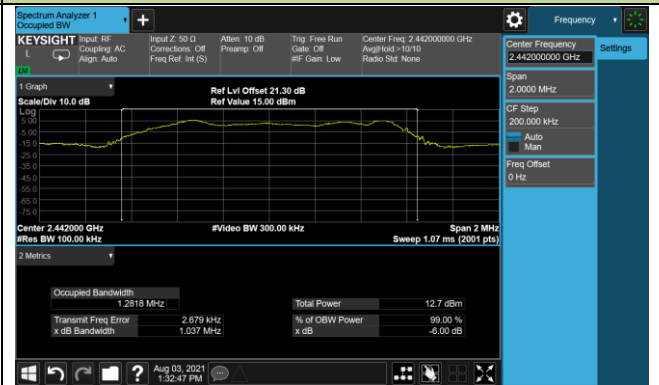 Spectrum Analyzer 1
Occupied BW
Frequency
KEYSIGHT
L
Input: RF
Coupling: AC
Align: Auto
Input Z: 50 Ω
Corrections: Off
Freq Ref: Int (S)
Atten: 10 dB
Preamp: Off
Trig: Free Run
Gate: Off
#IF Gain: Low
Center Freq: 2.442000000 GHz
Avg|Hold:>10/10
Radio Std: None
Center Frequency
2.442000000 GHz
Settings
Span
2.0000 MHz
CF Step
200.000 kHz
Auto
Man
Freq Offset
0 Hz
1 Graph
Scale/Div 10.0 dB
Ref Lvl Offset 21.30 dB
Ref Value 15.00 dBm
Log
5.00
-5.00
-15.0
-25.0
-35.0
-45.0
-55.0
-65.0
-75.0
Center 2.442000 GHz
#Video BW 300.00 kHz
Span 2 MHz
#Res BW 100.00 kHz
Sweep 1.07 ms (2001 pts)
2 Metrics
Occupied Bandwidth
1.2818 MHz
Total Power 12.7 dBm
Transmit Freq Error 2.679 kHz
% of OBW Power 99.00 %
x dB Bandwidth 1.037 MHz
x dB -6.00 dB
?
Aug 03, 2021
1:32:47 PM